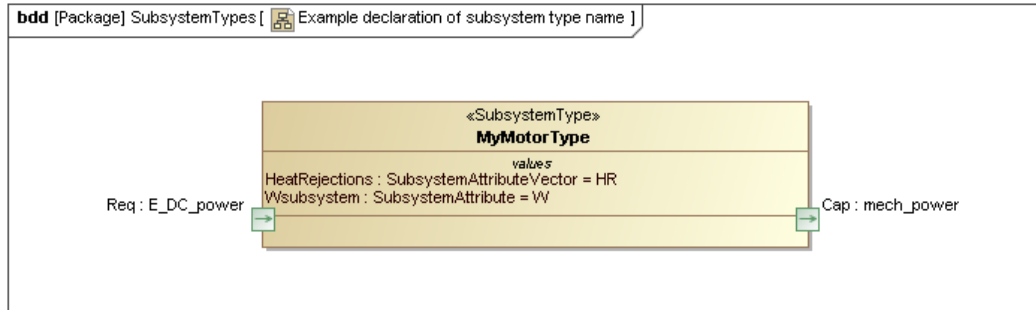 bdd [Package] SubsystemTypes [ Example declaration of subsystem type name ]
«SubsystemType»
MyMotorType
values
HeatRejections : SubsystemAttributeVector = HR
Wsubsystem : SubsystemAttribute = W
Req : E_DC_power
Cap : mech_power